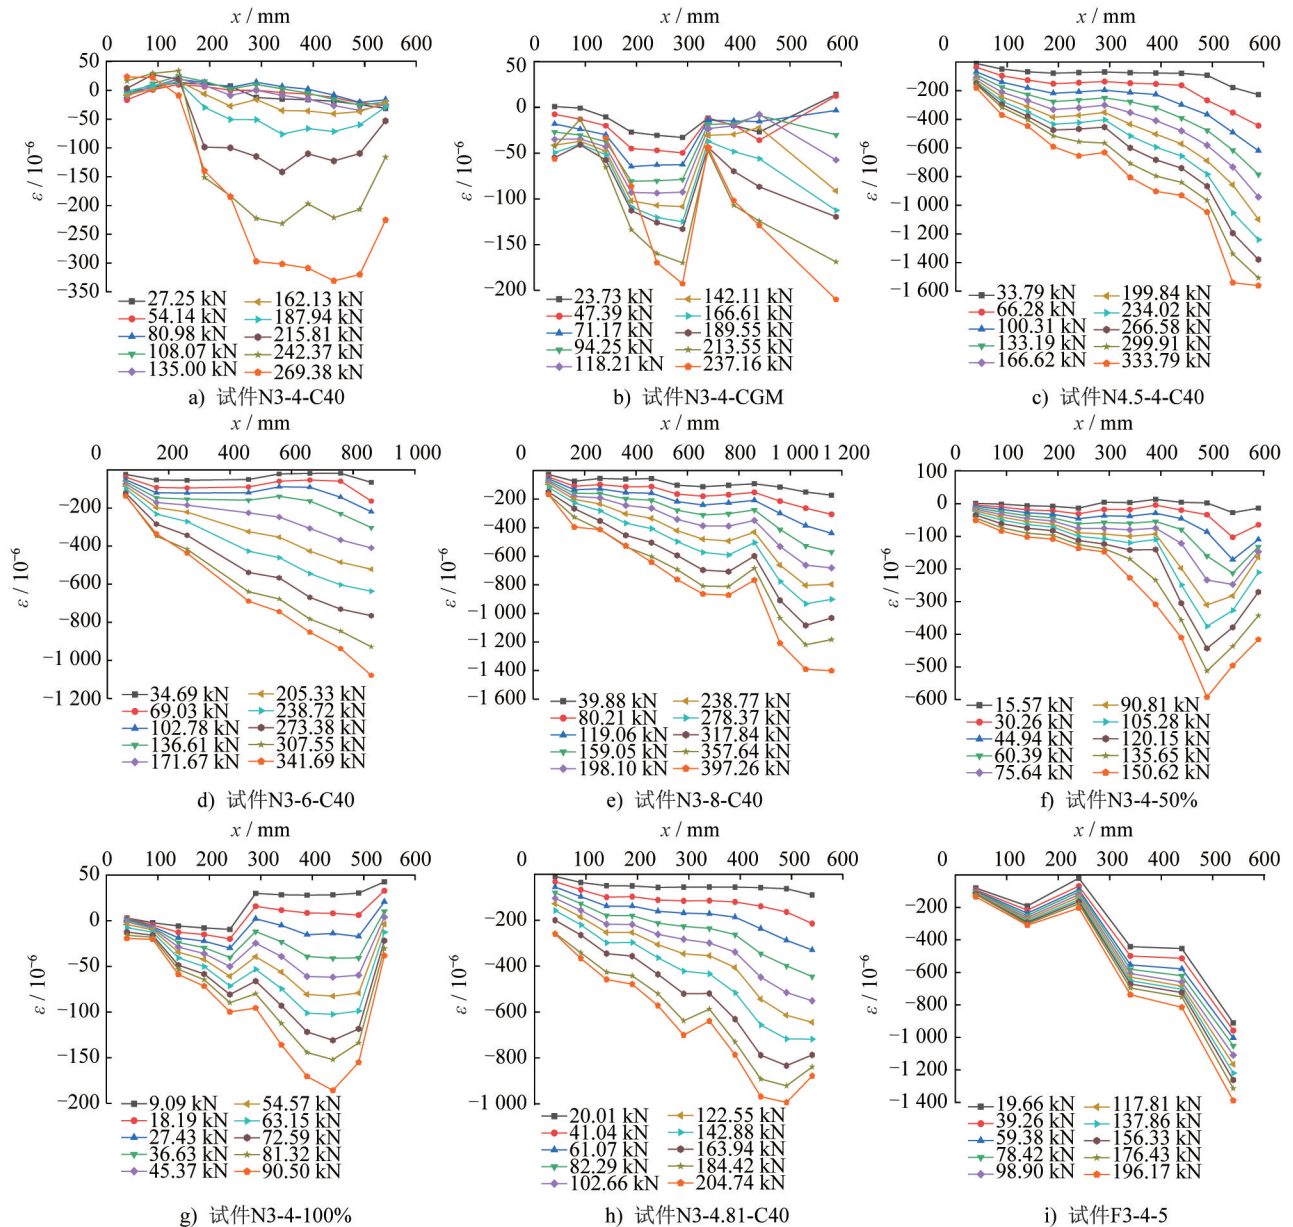 x / mm
0 100 200 300 400 500 600
50
0
−50
−100
−150
−200
−250
−300
−350
ε / 10⁻⁶
27.25 kN 162.13 kN
54.14 kN 187.94 kN
80.98 kN 215.81 kN
108.07 kN 242.37 kN
135.00 kN 269.38 kN
a) 试件N3-4-C40
x / mm
0 100 200 300 400 500 600
50
0
−50
−100
−150
−200
ε / 10⁻⁶
23.73 kN 142.11 kN
47.39 kN 166.61 kN
71.17 kN 189.55 kN
94.25 kN 213.55 kN
118.21 kN 237.16 kN
b) 试件N3-4-CGM
x / mm
0 100 200 300 400 500 600
−200
−400
−600
−800
−1 000
−1 200
−1 400
−1 600
ε / 10⁻⁶
33.79 kN 199.84 kN
66.28 kN 234.02 kN
100.31 kN 266.58 kN
133.19 kN 299.91 kN
166.62 kN 333.79 kN
c) 试件N4.5-4-C40
x / mm
0 200 400 600 800 1 000
−200
−400
−600
−800
−1 000
−1 200
ε / 10⁻⁶
34.69 kN 205.33 kN
69.03 kN 238.72 kN
102.78 kN 273.38 kN
136.61 kN 307.55 kN
171.67 kN 341.69 kN
d) 试件N3-6-C40
x / mm
0 200 400 600 800 1 000 1 200
−200
−400
−600
−800
−1 000
−1 200
−1 400
−1 600
ε / 10⁻⁶
39.88 kN 238.77 kN
80.21 kN 278.37 kN
119.06 kN 317.84 kN
159.05 kN 357.64 kN
198.10 kN 397.26 kN
e) 试件N3-8-C40
x / mm
0 100 200 300 400 500 600
100
0
−100
−200
−300
−400
−500
−600
ε / 10⁻⁶
15.57 kN 90.81 kN
30.26 kN 105.28 kN
44.94 kN 120.15 kN
60.39 kN 135.65 kN
75.64 kN 150.62 kN
f) 试件N3-4-50%
x / mm
0 100 200 300 400 500 600
50
0
−50
−100
−150
−200
ε / 10⁻⁶
9.09 kN 54.57 kN
18.19 kN 63.15 kN
27.43 kN 72.59 kN
36.63 kN 81.32 kN
45.37 kN 90.50 kN
g) 试件N3-4-100%
x / mm
0 100 200 300 400 500 600
−200
−400
−600
−800
−1 000
ε / 10⁻⁶
20.01 kN 122.55 kN
41.04 kN 142.88 kN
61.07 kN 163.94 kN
82.29 kN 184.42 kN
102.66 kN 204.74 kN
h) 试件N3-4.81-C40
x / mm
0 100 200 300 400 500 600
−200
−400
−600
−800
−1 000
−1 200
−1 400
ε / 10⁻⁶
19.66 kN 117.81 kN
39.26 kN 137.86 kN
59.38 kN 156.33 kN
78.42 kN 176.43 kN
98.90 kN 196.17 kN
i) 试件F3-4-5